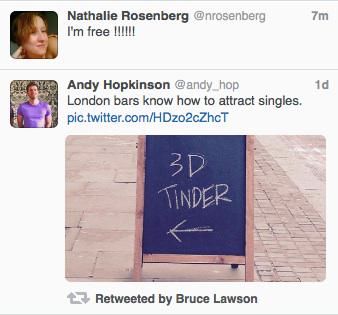 Nathalie Rosenberg @nrosenberg 7m
I'm free !!!!!!
Andy Hopkinson @andy_hop 1d
London bars know how to attract singles.
pic.twitter.com/HDzo2cZhcT
3D
TINDER
Retweeted by Bruce Lawson